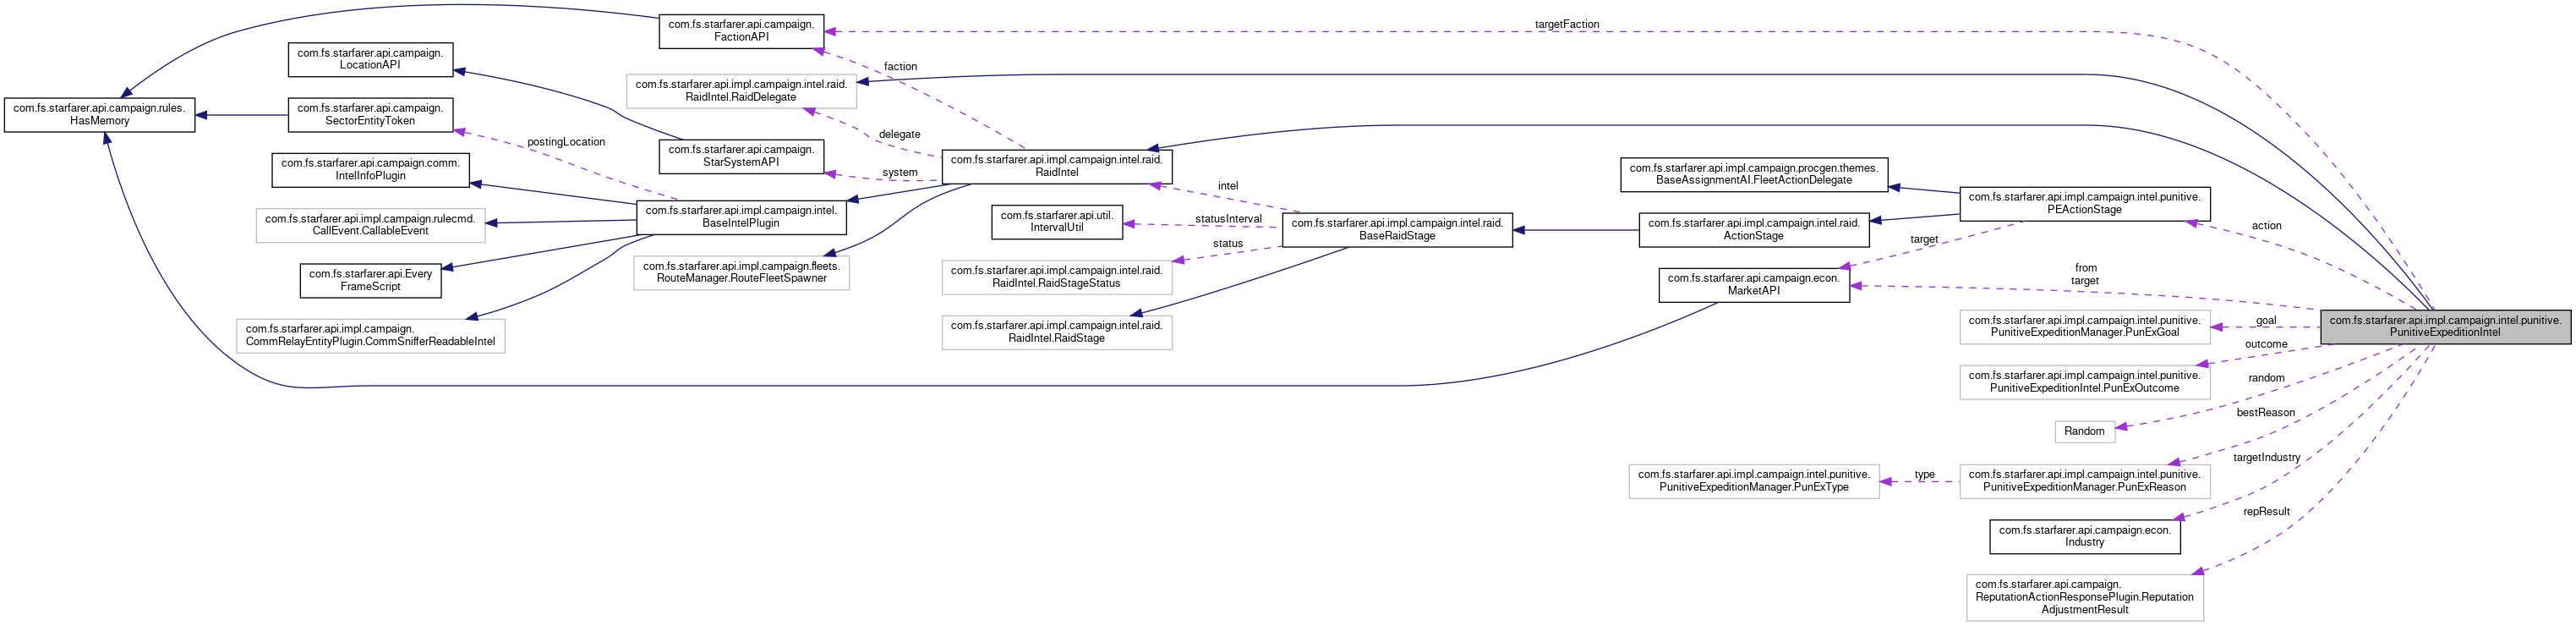 com.fs.starfarer.api.campaign.rules.
HasMemory
com.fs.starfarer.api.campaign.
LocationAPI
com.fs.starfarer.api.campaign.
SectorEntityToken
com.fs.starfarer.api.campaign.comm.
IntelInfoPlugin
com.fs.starfarer.api.impl.campaign.rulecmd.
CallEvent.CallableEvent
com.fs.starfarer.api.Every
FrameScript
com.fs.starfarer.api.impl.campaign.
CommRelayEntityPlugin.CommSnifferReadableIntel
postingLocation
com.fs.starfarer.api.campaign.
FactionAPI
com.fs.starfarer.api.impl.campaign.intel.raid.
RaidIntel.RaidDelegate
com.fs.starfarer.api.campaign.
StarSystemAPI
com.fs.starfarer.api.impl.campaign.intel.
BaseIntelPlugin
com.fs.starfarer.api.impl.campaign.fleets.
RouteManager.RouteFleetSpawner
faction
delegate
system
com.fs.starfarer.api.impl.campaign.intel.raid.
RaidIntel
com.fs.starfarer.api.util.
IntervalUtil
com.fs.starfarer.api.impl.campaign.intel.raid.
RaidIntel.RaidStageStatus
com.fs.starfarer.api.impl.campaign.intel.raid.
RaidIntel.RaidStage
intel
statusInterval
status
com.fs.starfarer.api.impl.campaign.intel.raid.
BaseRaidStage
targetFaction
com.fs.starfarer.api.impl.campaign.procgen.themes.
BaseAssignmentAI.FleetActionDelegate
com.fs.starfarer.api.impl.campaign.intel.raid.
ActionStage
com.fs.starfarer.api.campaign.econ.
MarketAPI
com.fs.starfarer.api.impl.campaign.intel.punitive.
PunitiveExpeditionManager.PunExType
target
type
com.fs.starfarer.api.impl.campaign.intel.punitive.
PEActionStage
from
target
com.fs.starfarer.api.impl.campaign.intel.punitive.
PunitiveExpeditionManager.PunExGoal
com.fs.starfarer.api.impl.campaign.intel.punitive.
PunitiveExpeditionIntel.PunExOutcome
Random
com.fs.starfarer.api.impl.campaign.intel.punitive.
PunitiveExpeditionManager.PunExReason
com.fs.starfarer.api.campaign.econ.
Industry
com.fs.starfarer.api.campaign.
ReputationActionResponsePlugin.Reputation
AdjustmentResult
action
goal
outcome
random
bestReason
targetIndustry
repResult
com.fs.starfarer.api.impl.campaign.intel.punitive.
PunitiveExpeditionIntel